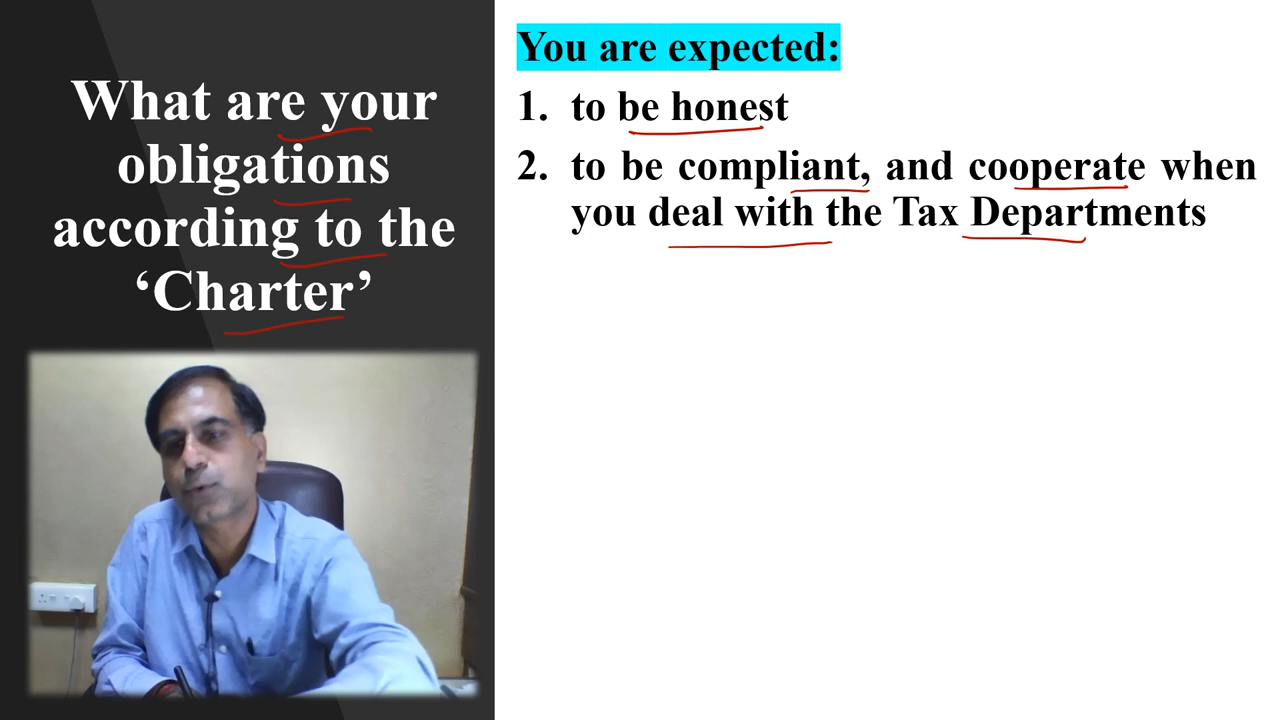 What are your
obligations
according to the
‘Charter’
You are expected:
1. to be honest
2. to be compliant, and cooperate when
you deal with the Tax Departments